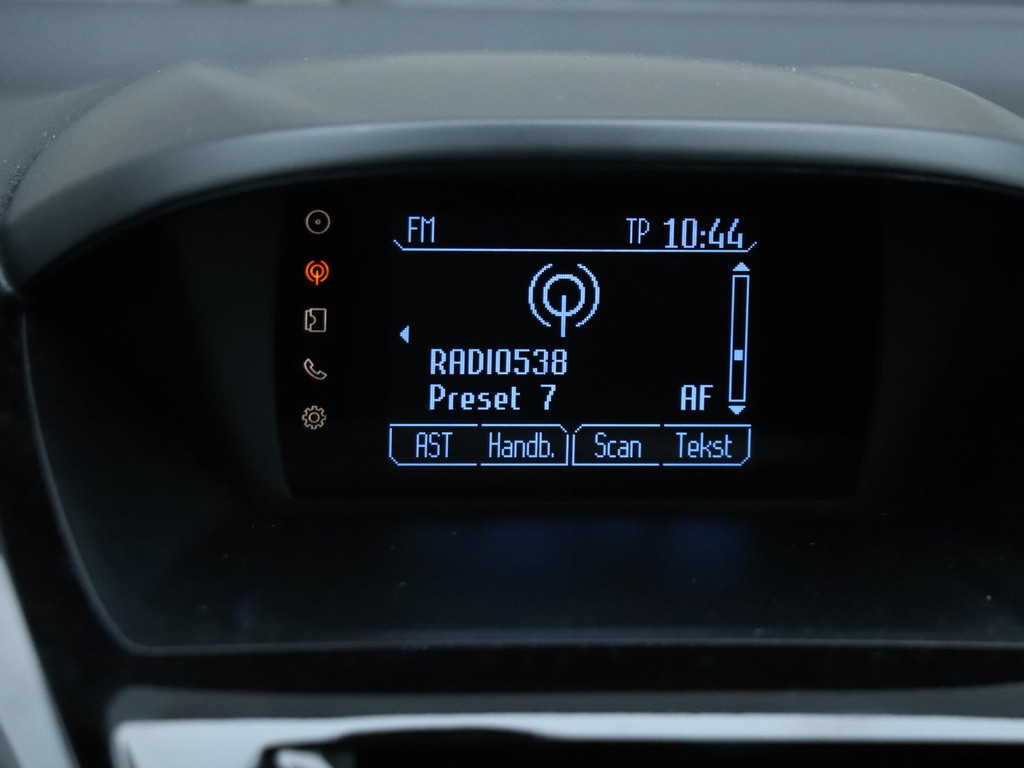 FM TP 10:44
RADIO538
Preset 7 AF
AST Handb. Scan Tekst